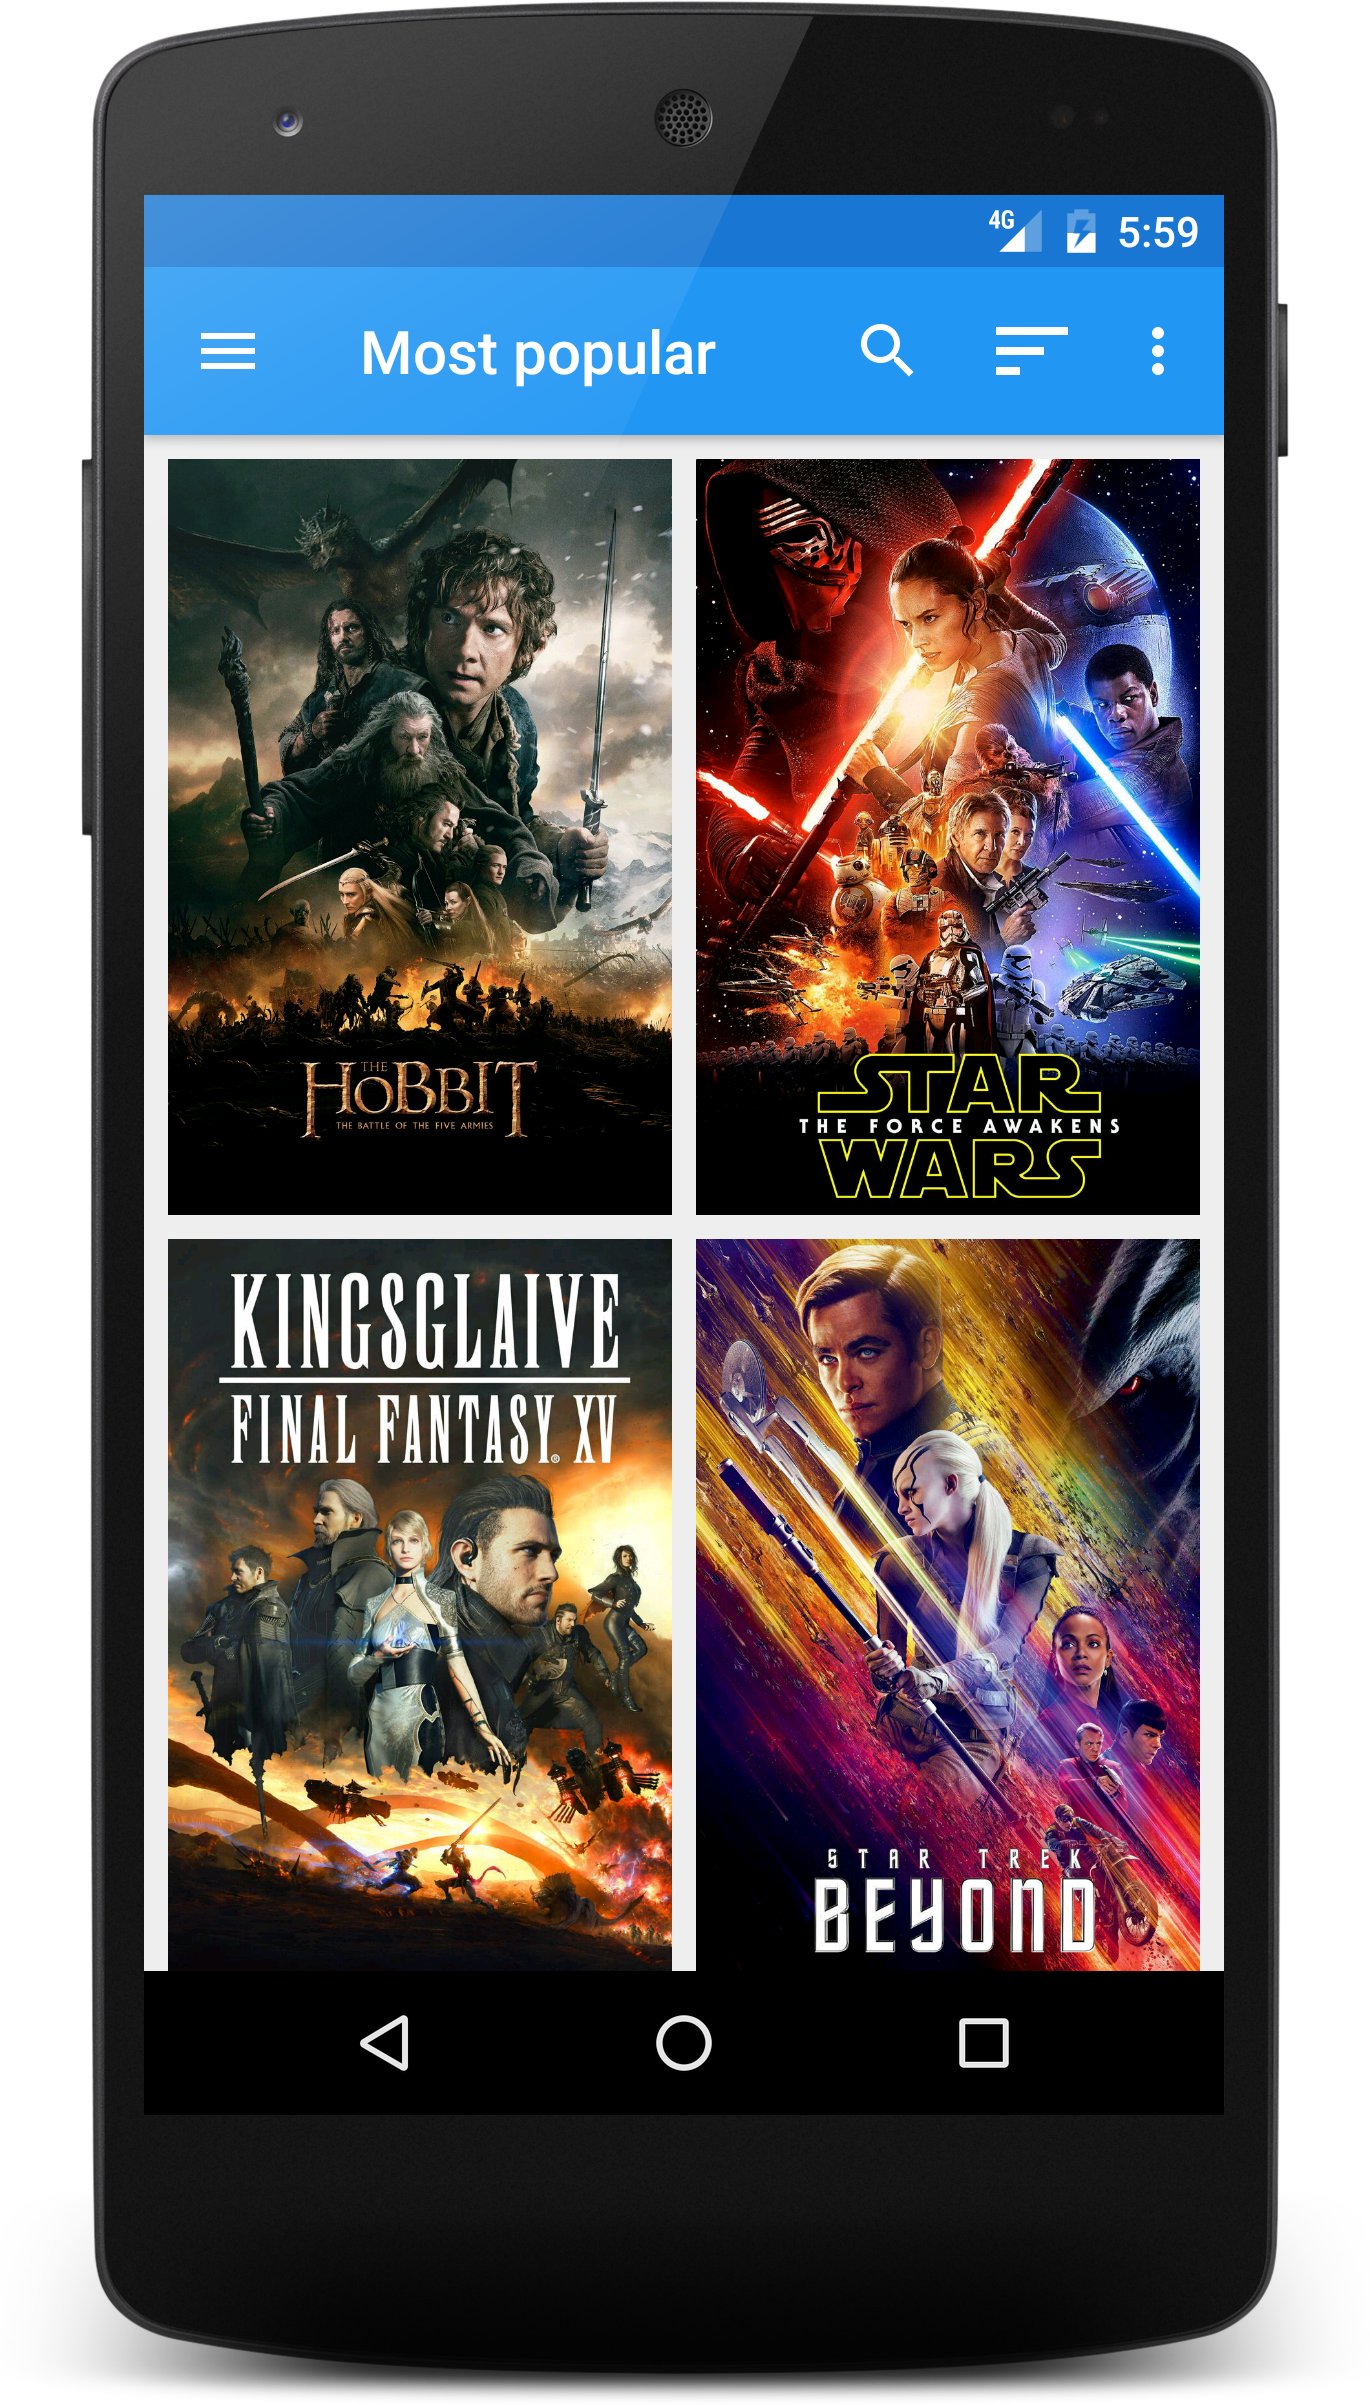 4G 5:59
Most popular
THE
HOBBIT
THE BATTLE OF THE FIVE ARMIES
STAR
THE FORCE AWAKENS
WARS
KINGSGLAIVE
FINAL FANTASY® XV
STAR TREK
BEYOND